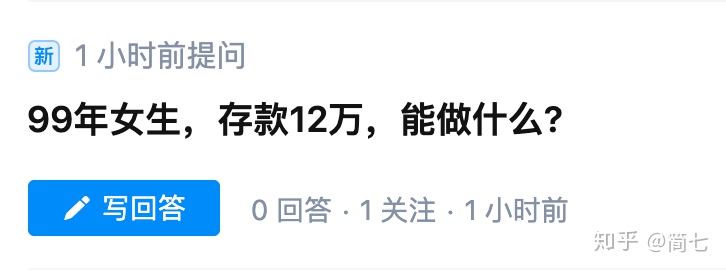 新 1 小时前提问
99年女生，存款12万，能做什么?
写回答 0 回答 · 1 关注 · 1 小时前
知乎 @简七